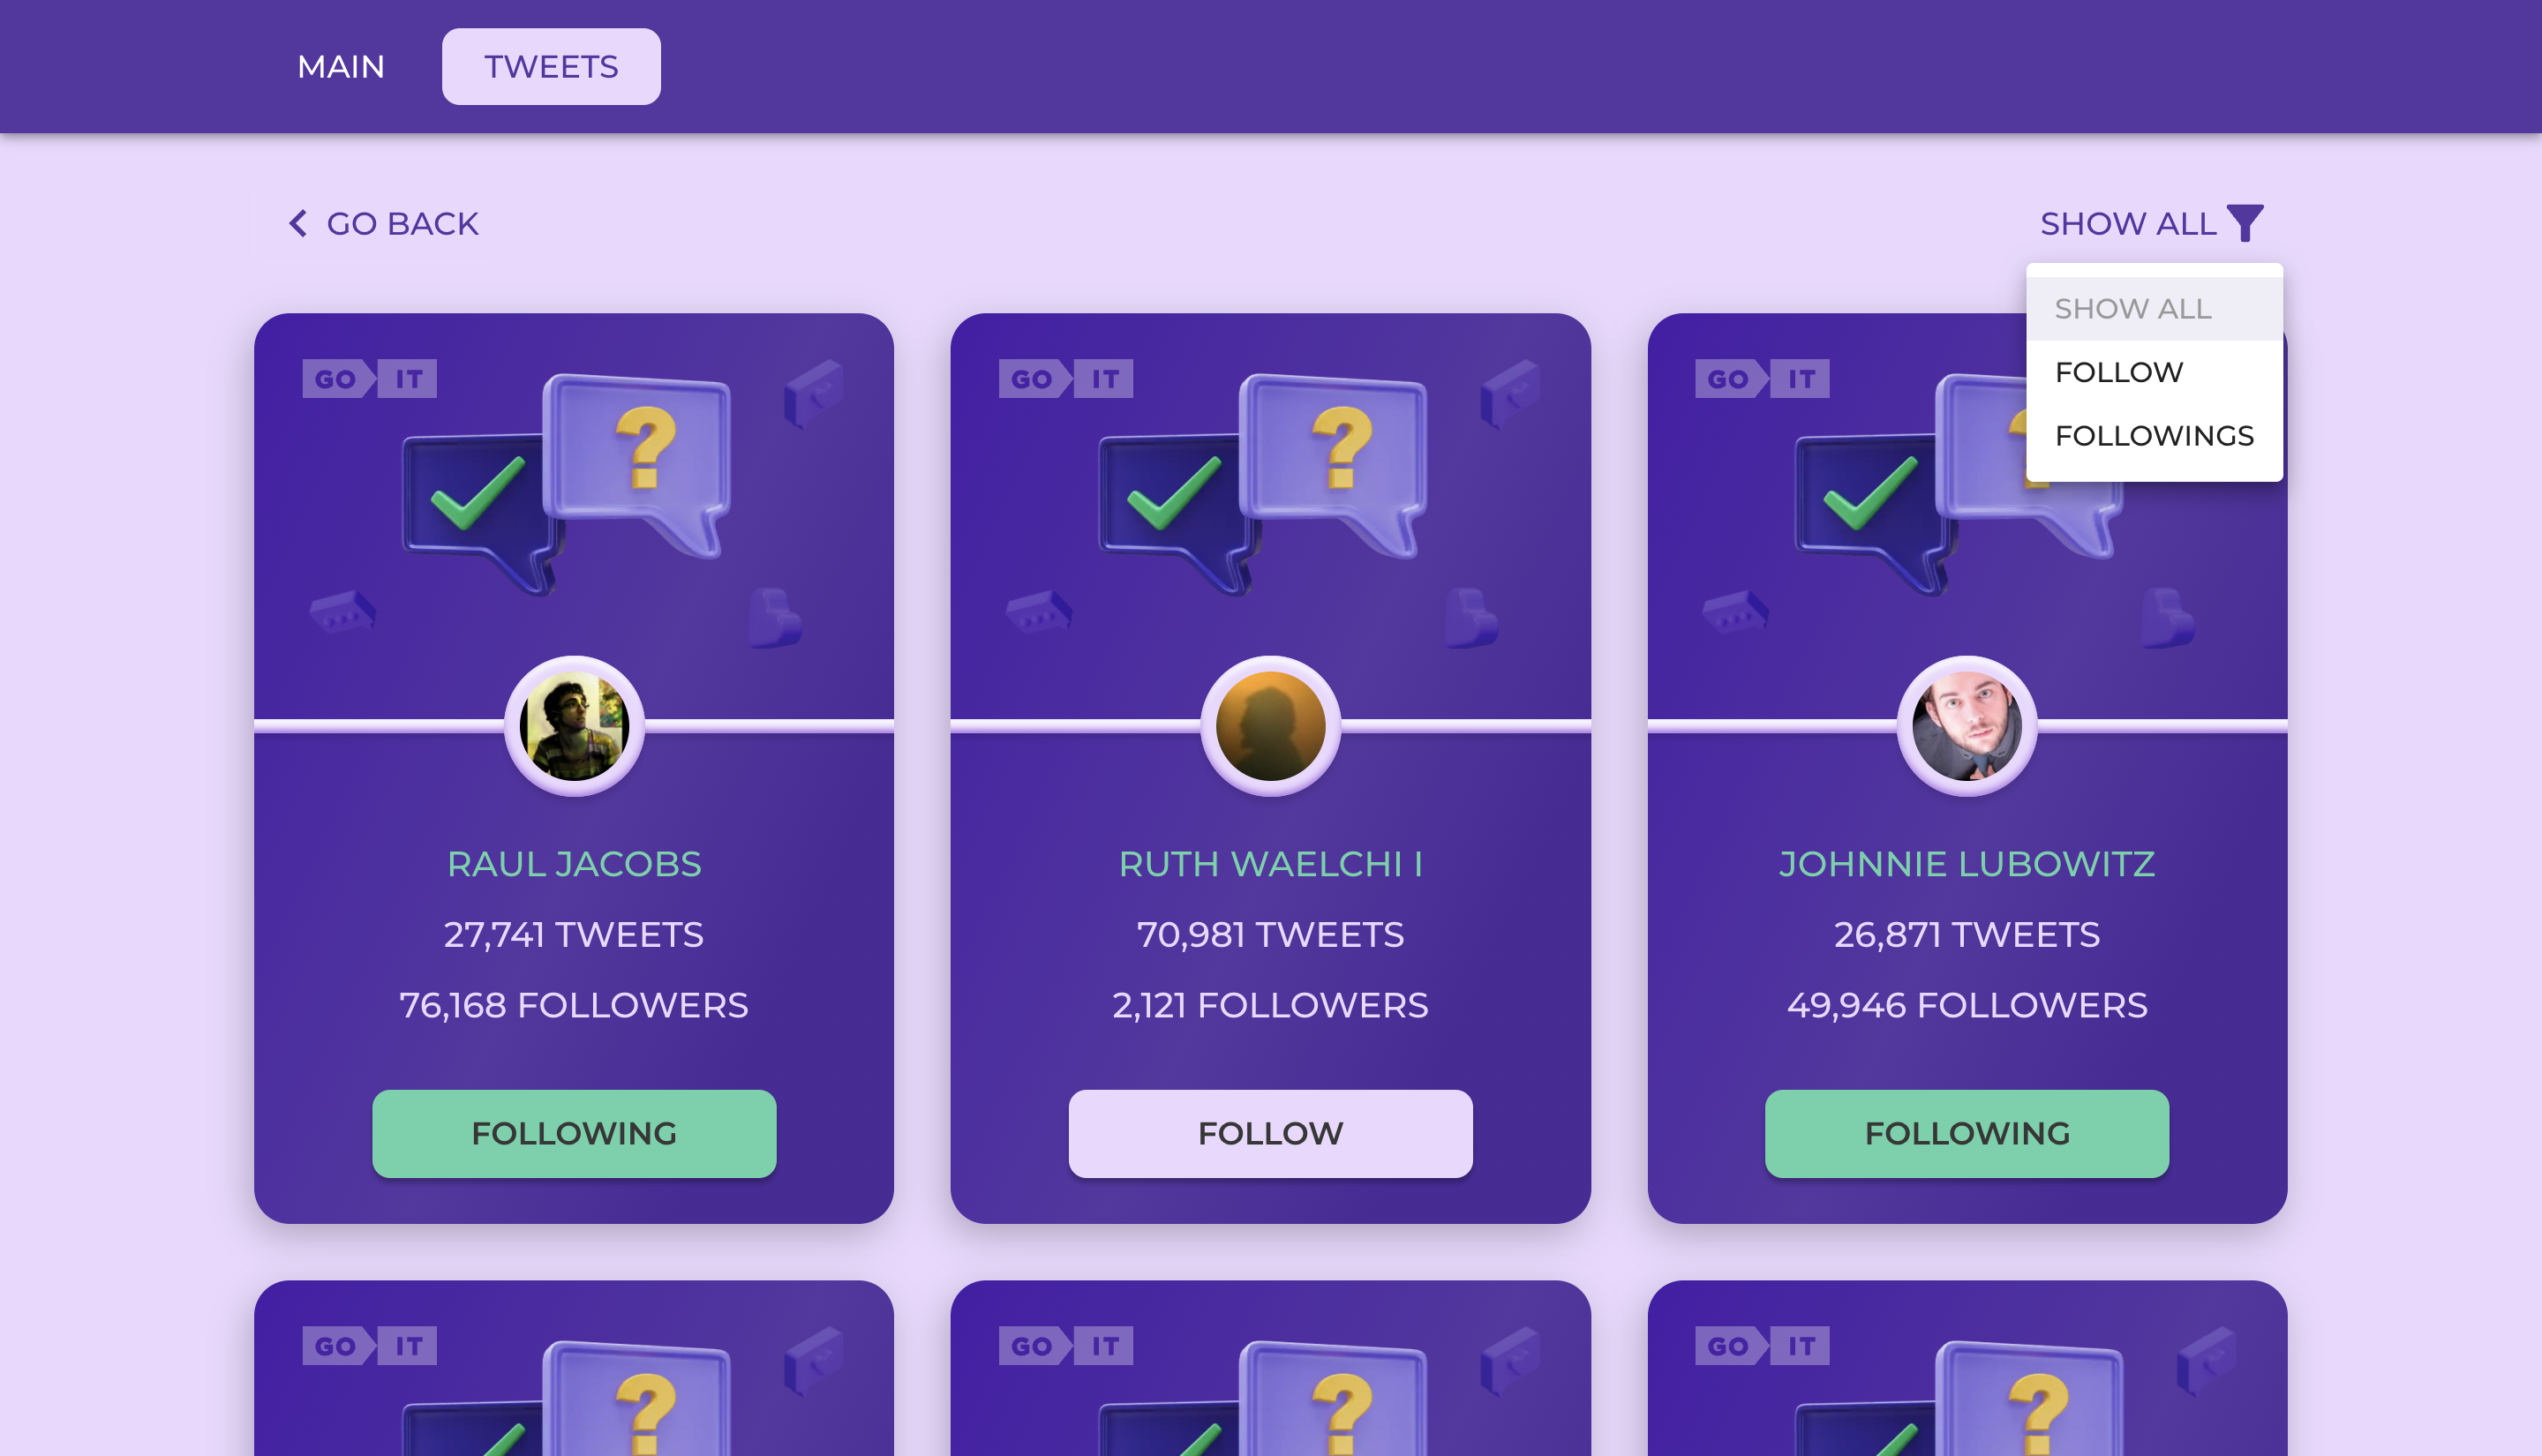 MAIN
TWEETS
GO BACK
SHOW ALL
SHOW ALL
FOLLOW
FOLLOWINGS
GO IT
?
RAUL JACOBS
27,741 TWEETS
76,168 FOLLOWERS
FOLLOWING
GO IT
?
RUTH WAELCHI I
70,981 TWEETS
2,121 FOLLOWERS
FOLLOW
GO IT
?
JOHNNIE LUBOWITZ
26,871 TWEETS
49,946 FOLLOWERS
FOLLOWING
GO IT
?
GO IT
?
GO IT
?